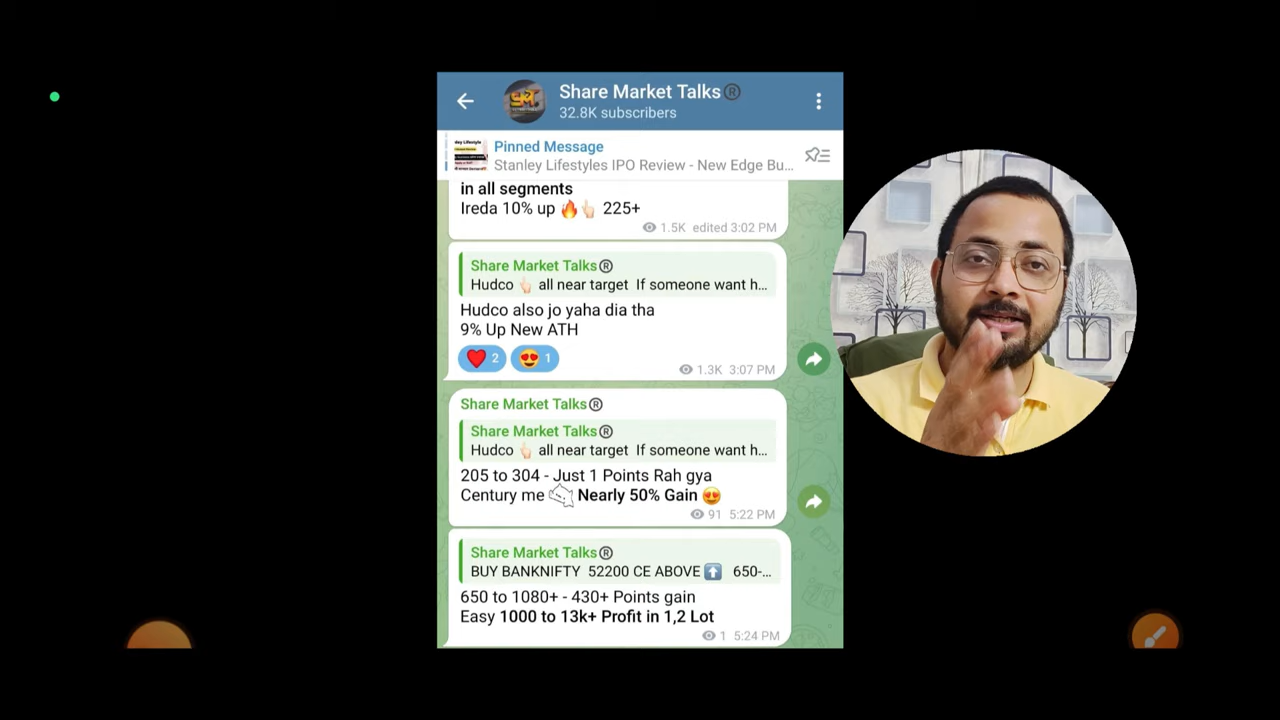 Share Market Talks®
32.8K subscribers
Pinned Message
Stanley Lifestyles IPO Review - New Edge Bu...
in all segments
Ireda 10% up 🔥👆🏻 225+
1.5K edited 3:02 PM
Share Market Talks®
Hudco 👆🏻 all near target If someone want h...
Hudco also jo yaha dia tha
9% Up New ATH
❤️ 2 😍 1
1.3K 3:07 PM
Share Market Talks®
Share Market Talks®
Hudco 👆🏻 all near target If someone want h...
205 to 304 - Just 1 Points Rah gya
Century me Nearly 50% Gain 😍
91 5:22 PM
Share Market Talks®
BUY BANKNIFTY 52200 CE ABOVE ⬆️ 650-...
650 to 1080+ - 430+ Points gain
Easy 1000 to 13k+ Profit in 1,2 Lot
1 5:24 PM